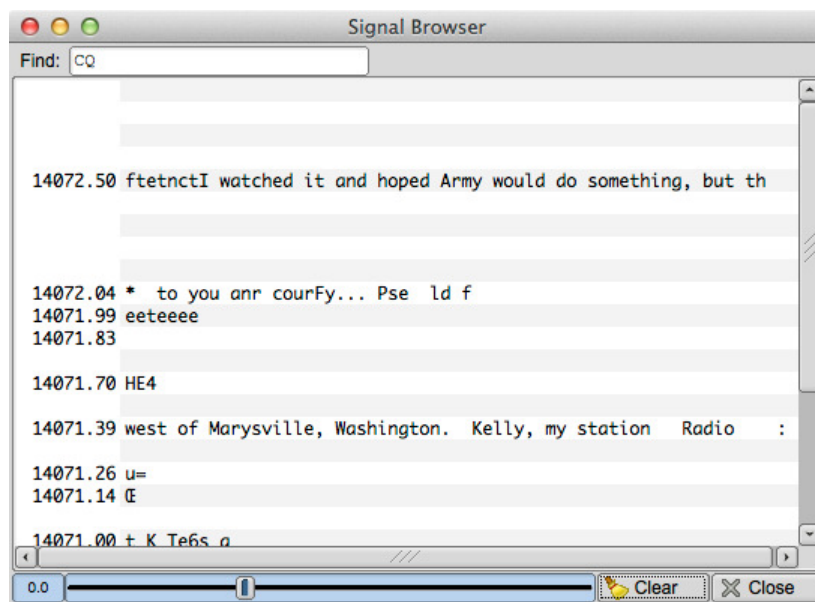 Signal Browser
Find: CQ
14072.50 ftetnctI watched it and hoped Army would do something, but th
14072.04 *  to you anr courFy... Pse  ld f
14071.99 eeteeee
14071.83
14071.70 HE4
14071.39 west of Marysville, Washington.  Kelly, my station   Radio   :
14071.26 u=
14071.14 Œ
14071.00 t K Te6s a
0.0 Clear Close